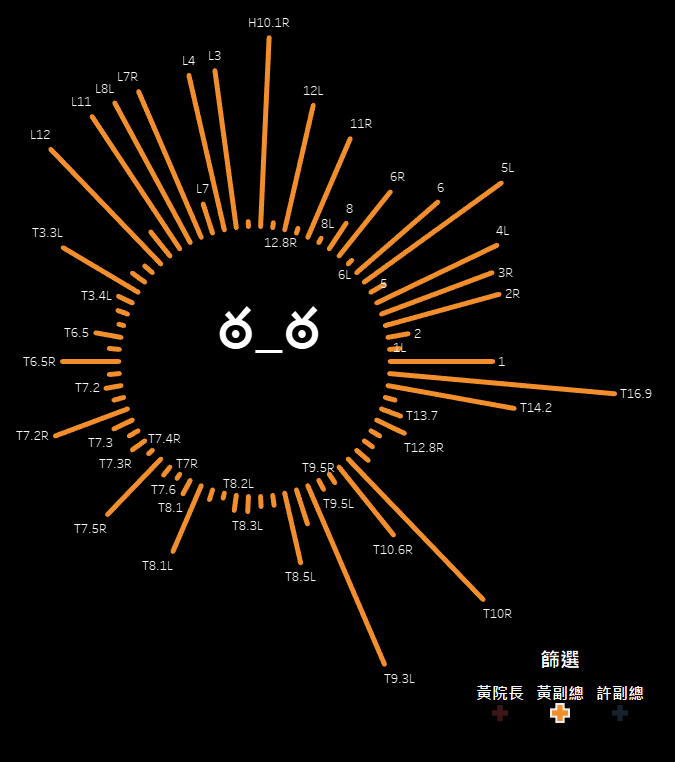 H10.1R
L3
L4
L7R
L8L
L11
L12
12L
11R
5L
6R
6
L7
8
8L
T3.3L
4L
12.8R
3R
6L
5
2R
T3.4L
T6.5
2
1L
T6.5R
1
T7.2
T16.9
T14.2
T13.7
T7.2R
T7.3
T7.4R
T12.8R
T7.3R
T7R
T9.5R
T7.6
T8.2L
T8.1
T9.5L
T7.5R
T8.3L
T10.6R
T8.1L
T8.5L
T10R
T9.3L
ठ_ठ
篩選
黃院長 黃副總 許副總